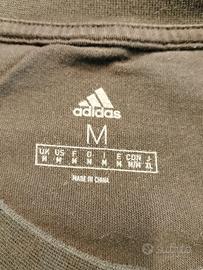 adidas
M
UK US F D I E CON J
M M M M M M M/M XL
MADE IN CHINA
Subito